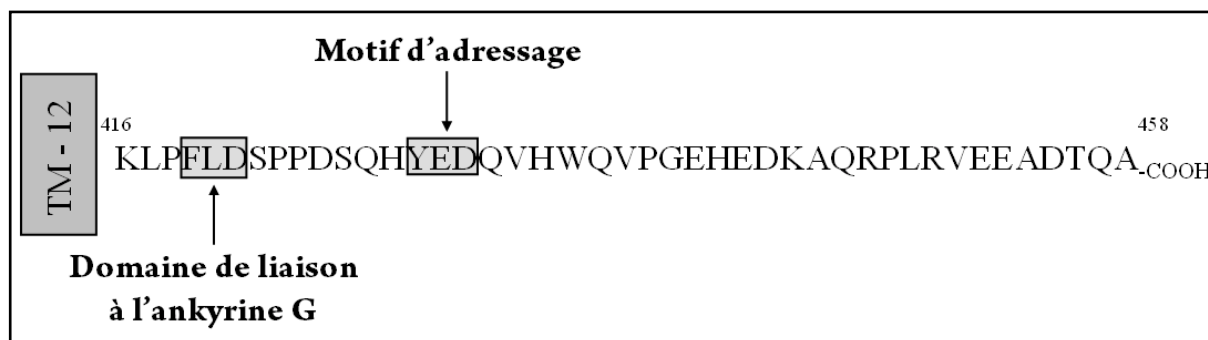 Motif d'adressage
TM - 12
416
458
KLPFLDSPPDSQHYEDQVHWQVPGEHEDKAQRPLRVEEADTQA-COOH
Domaine de liaison
à l'ankyrine G